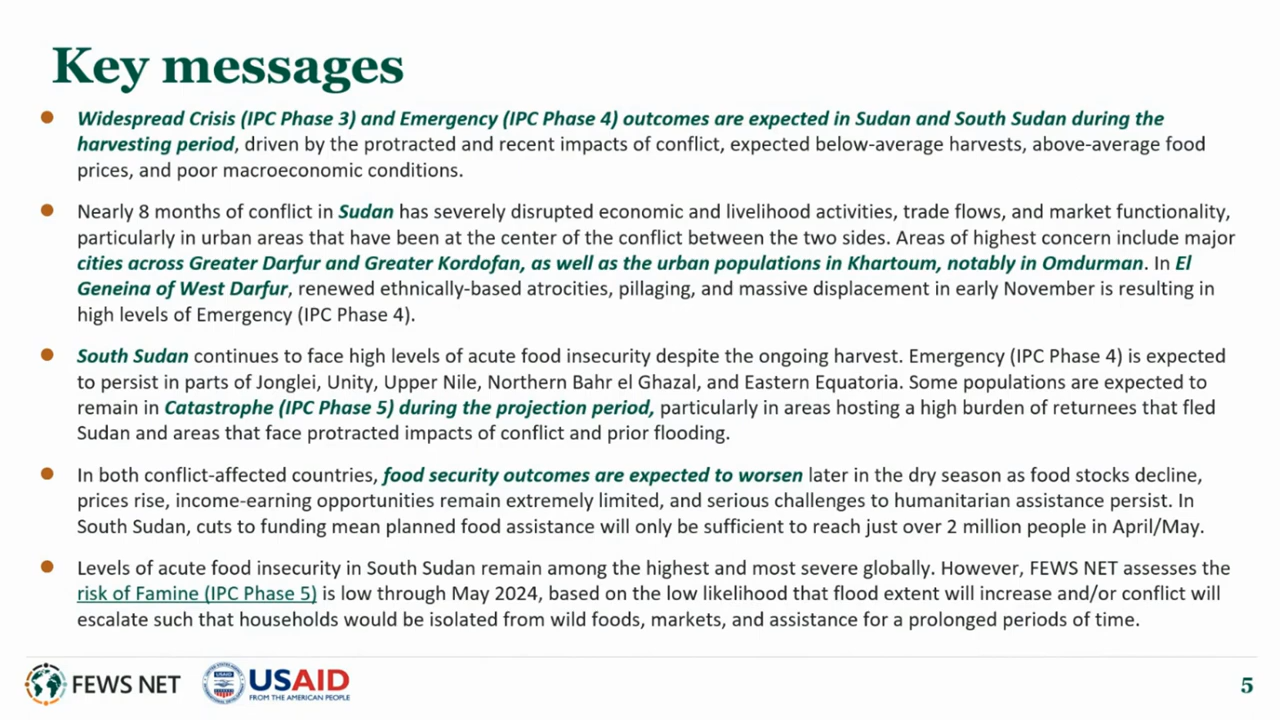 Key messages
Widespread Crisis (IPC Phase 3) and Emergency (IPC Phase 4) outcomes are expected in Sudan and South Sudan during the
harvesting period, driven by the protracted and recent impacts of conflict, expected below-average harvests, above-average food
prices, and poor macroeconomic conditions.
Nearly 8 months of conflict in Sudan has severely disrupted economic and livelihood activities, trade flows, and market functionality,
particularly in urban areas that have been at the center of the conflict between the two sides. Areas of highest concern include major
cities across Greater Darfur and Greater Kordofan, as well as the urban populations in Khartoum, notably in Omdurman. In El
Geneina of West Darfur, renewed ethnically-based atrocities, pillaging, and massive displacement in early November is resulting in
high levels of Emergency (IPC Phase 4).
South Sudan continues to face high levels of acute food insecurity despite the ongoing harvest. Emergency (IPC Phase 4) is expected
to persist in parts of Jonglei, Unity, Upper Nile, Northern Bahr el Ghazal, and Eastern Equatoria. Some populations are expected to
remain in Catastrophe (IPC Phase 5) during the projection period, particularly in areas hosting a high burden of returnees that fled
Sudan and areas that face protracted impacts of conflict and prior flooding.
In both conflict-affected countries, food security outcomes are expected to worsen later in the dry season as food stocks decline,
prices rise, income-earning opportunities remain extremely limited, and serious challenges to humanitarian assistance persist. In
South Sudan, cuts to funding mean planned food assistance will only be sufficient to reach just over 2 million people in April/May.
Levels of acute food insecurity in South Sudan remain among the highest and most severe globally. However, FEWS NET assesses the
risk of Famine (IPC Phase 5) is low through May 2024, based on the low likelihood that flood extent will increase and/or conflict will
escalate such that households would be isolated from wild foods, markets, and assistance for a prolonged periods of time.
FEWS NET
USAID
FROM THE AMERICAN PEOPLE
5